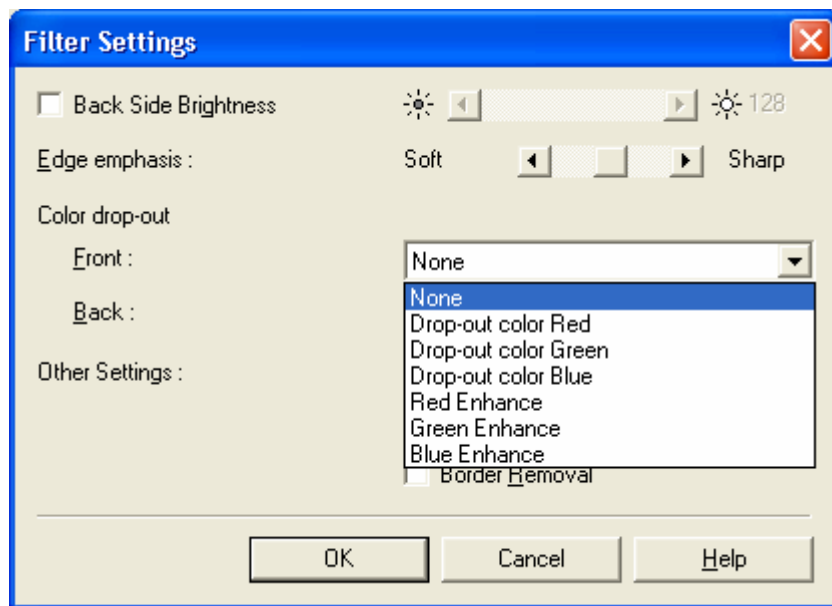 Filter Settings
Back Side Brightness 128
Edge emphasis : Soft Sharp
Color drop-out
Front : None
None
Drop-out color Red
Back :
Drop-out color Green
Drop-out color Blue
Other Settings :
Red Enhance
Green Enhance
Blue Enhance
Border Removal
OK Cancel Help